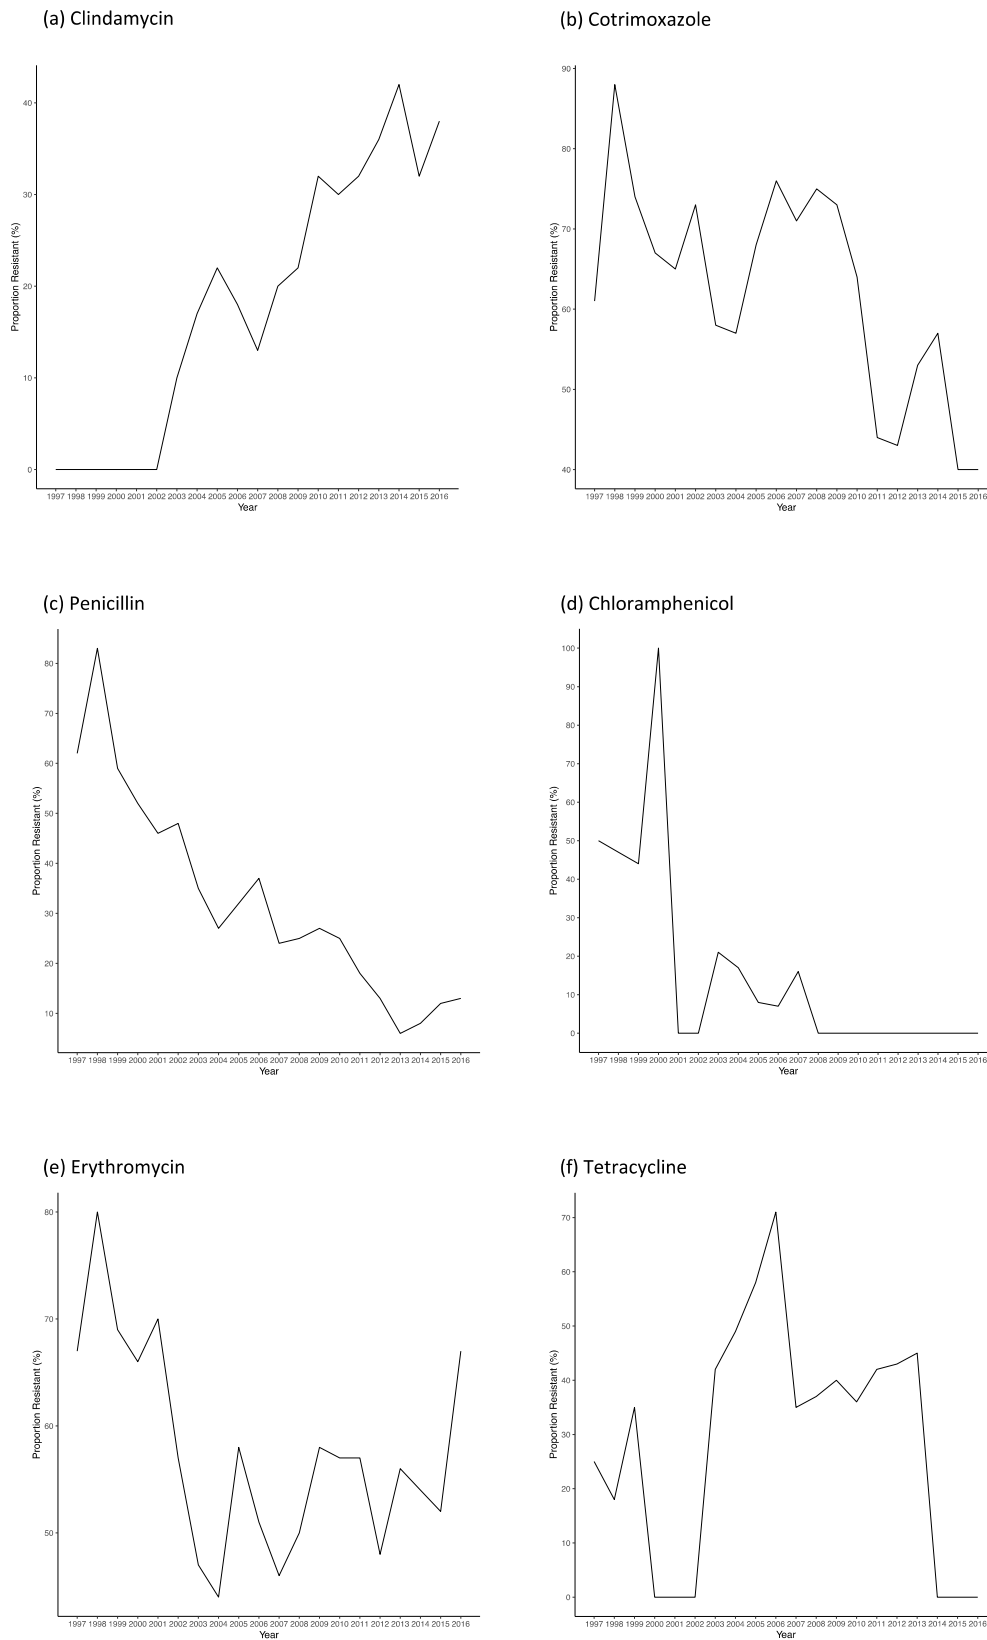 (a) Clindamycin
Proportion Resistant (%)
40
30
20
10
0
1997 1998 1999 2000 2001 2002 2003 2004 2005 2006 2007 2008 2009 2010 2011 2012 2013 2014 2015 2016
Year
(b) Cotrimoxazole
Proportion Resistant (%)
90
80
70
60
50
40
1997 1998 1999 2000 2001 2002 2003 2004 2005 2006 2007 2008 2009 2010 2011 2012 2013 2014 2015 2016
Year
(c) Penicillin
Proportion Resistant (%)
80
70
60
50
40
30
20
10
1997 1998 1999 2000 2001 2002 2003 2004 2005 2006 2007 2008 2009 2010 2011 2012 2013 2014 2015 2016
Year
(d) Chloramphenicol
Proportion Resistant (%)
100
90
80
70
60
50
40
30
20
10
0
1997 1998 1999 2000 2001 2002 2003 2004 2005 2006 2007 2008 2009 2010 2011 2012 2013 2014 2015 2016
Year
(e) Erythromycin
Proportion Resistant (%)
80
70
60
50
1997 1998 1999 2000 2001 2002 2003 2004 2005 2006 2007 2008 2009 2010 2011 2012 2013 2014 2015 2016
Year
(f) Tetracycline
Proportion Resistant (%)
70
60
50
40
30
20
10
0
1997 1998 1999 2000 2001 2002 2003 2004 2005 2006 2007 2008 2009 2010 2011 2012 2013 2014 2015 2016
Year